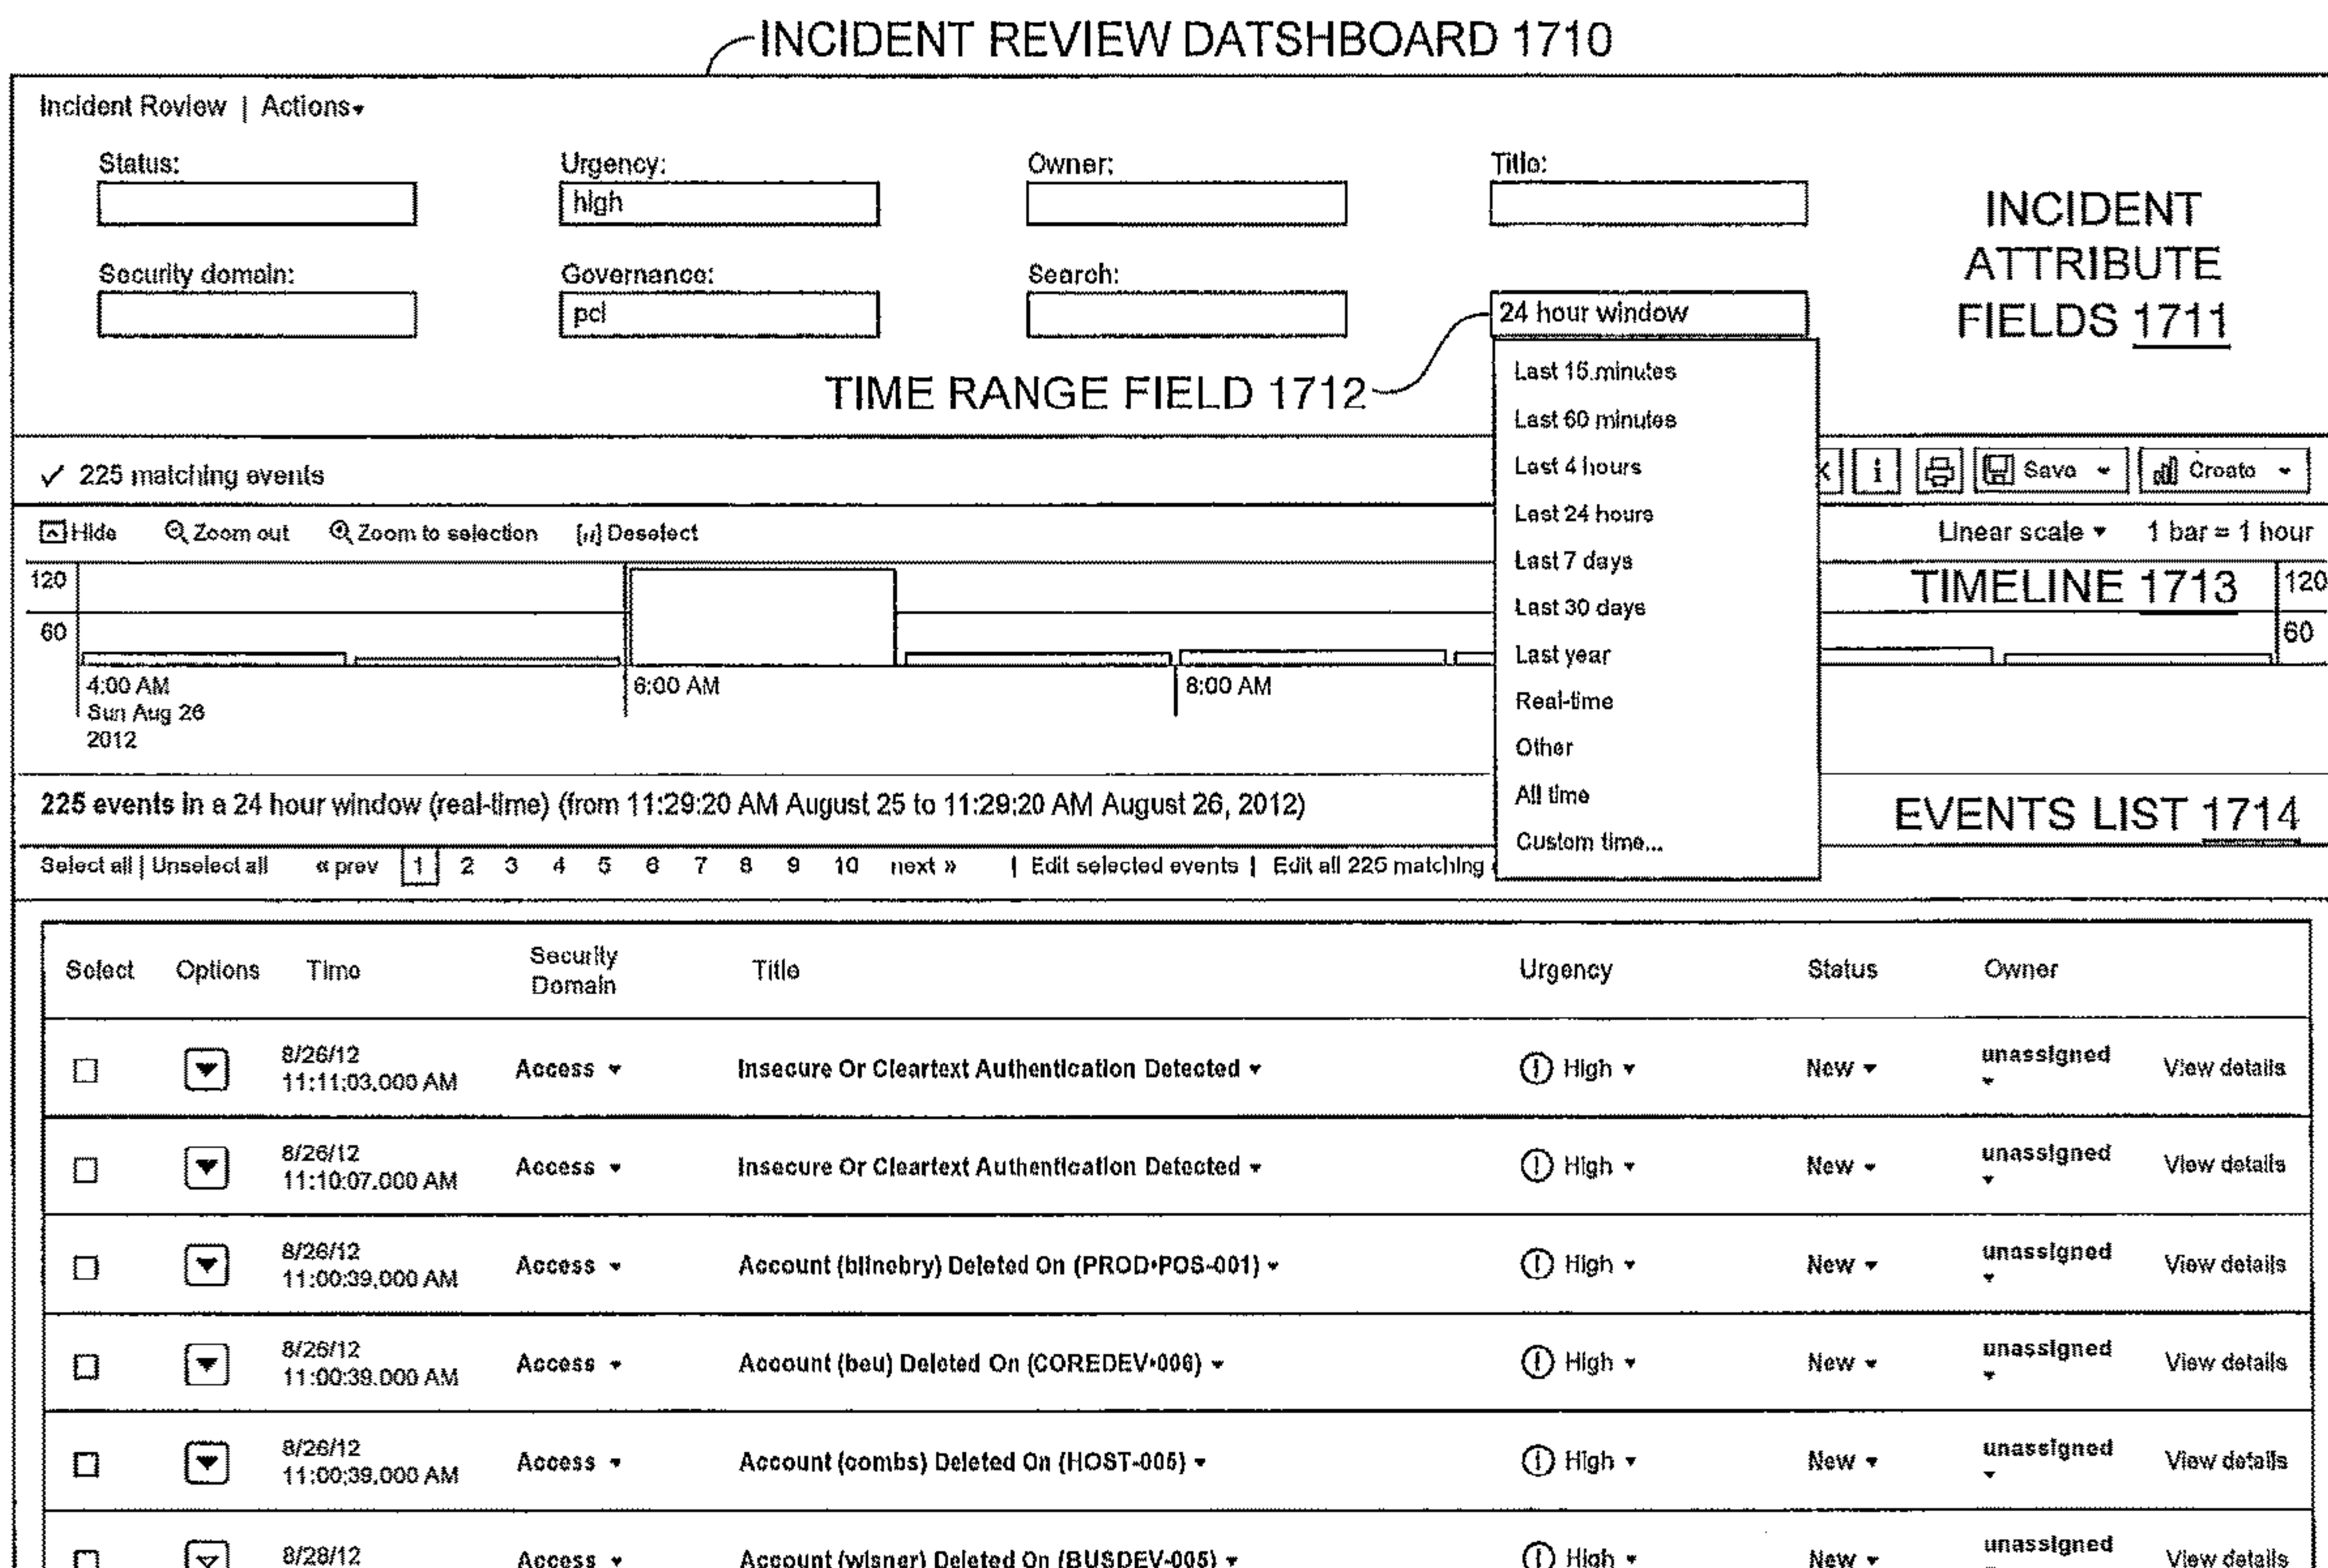 INCIDENT REVIEW DATSHBOARD 1710
Incident Review | Actions
Status: Urgency: Owner: Title:
high
INCIDENT
ATTRIBUTE
FIELDS 1711
Security domain: Governance: Search:
pci 24 hour window
TIME RANGE FIELD 1712
Last 15 minutes
Last 60 minutes
Last 4 hours
Last 24 hours
Last 7 days
Last 30 days
Last year
Real-time
Other
All time
Custom time...
✓ 225 matching events
i Save Create
Hide Zoom out Zoom to selection Deselect Linear scale 1 bar = 1 hour
TIMELINE 1713
120 120
60 60
4:00 AM 6:00 AM 8:00 AM
Sun Aug 26
2012
225 events in a 24 hour window (real-time) (from 11:29:20 AM August 25 to 11:29:20 AM August 26, 2012)
EVENTS LIST 1714
Select all | Unselect all « prev 1 2 3 4 5 6 7 8 9 10 next » | Edit selected events | Edit all 225 matching
Select Options Time Security Domain Title Urgency Status Owner
8/26/12
11:11:03.000 AM Access Insecure Or Cleartext Authentication Detected High New unassigned View details
8/26/12
11:10:07.000 AM Access Insecure Or Cleartext Authentication Detected High New unassigned View details
8/26/12
11:00:39.000 AM Access Account (blinebry) Deleted On (PROD-POS-001) High New unassigned View details
8/26/12
11:00:39.000 AM Access Account (beu) Deleted On (COREDEV-006) High New unassigned View details
8/26/12
11:00:39.000 AM Access Account (combs) Deleted On (HOST-005) High New unassigned View details
8/28/12
Access Account (wisner) Deleted On (BUSDEV-005) High New unassigned View details